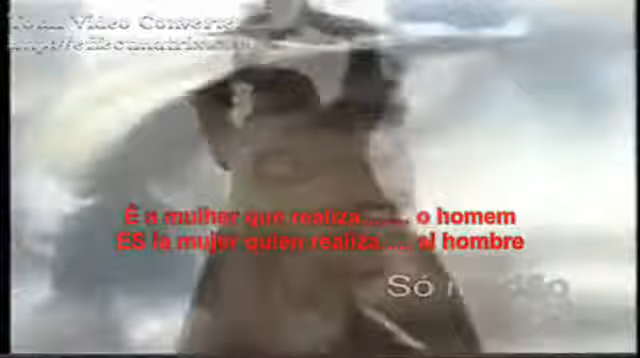 Video Converter
É a mulher que realiza........ o homem
ES la mujer quien realiza..... el hombre
Só